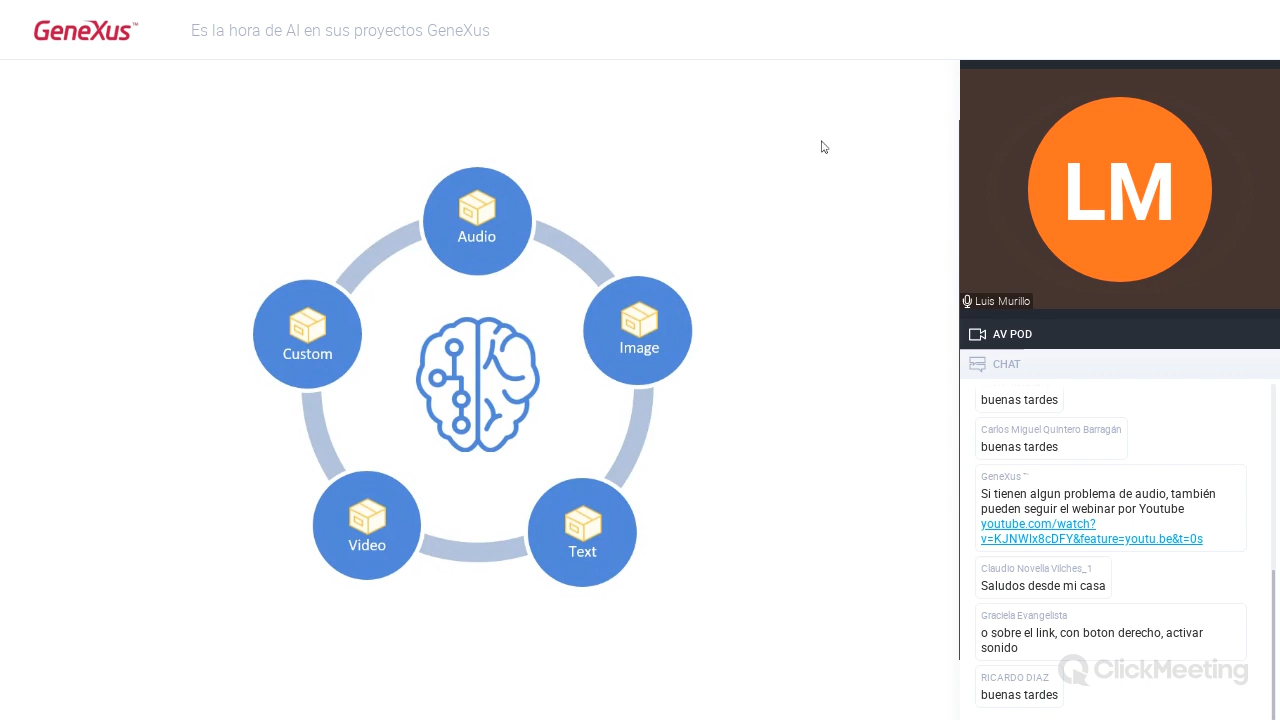 GeneXus™
Es la hora de AI en sus proyectos GeneXus
Audio
Custom
Image
Video
Text
LM
Luis Murillo
AV POD
CHAT
buenas tardes
Carlos Miguel Quintero Barragán
buenas tardes
GeneXus ™
Si tienen algun problema de audio, también
pueden seguir el webinar por Youtube
youtube.com/watch?
v=KJNWlx8cDFY&feature=youtu.be&t=0s
Claudio Novella Vilches_1
Saludos desde mi casa
Graciela Evangelista
o sobre el link, con boton derecho, activar
sonido
RICARDO DIAZ
buenas tardes
ClickMeeting